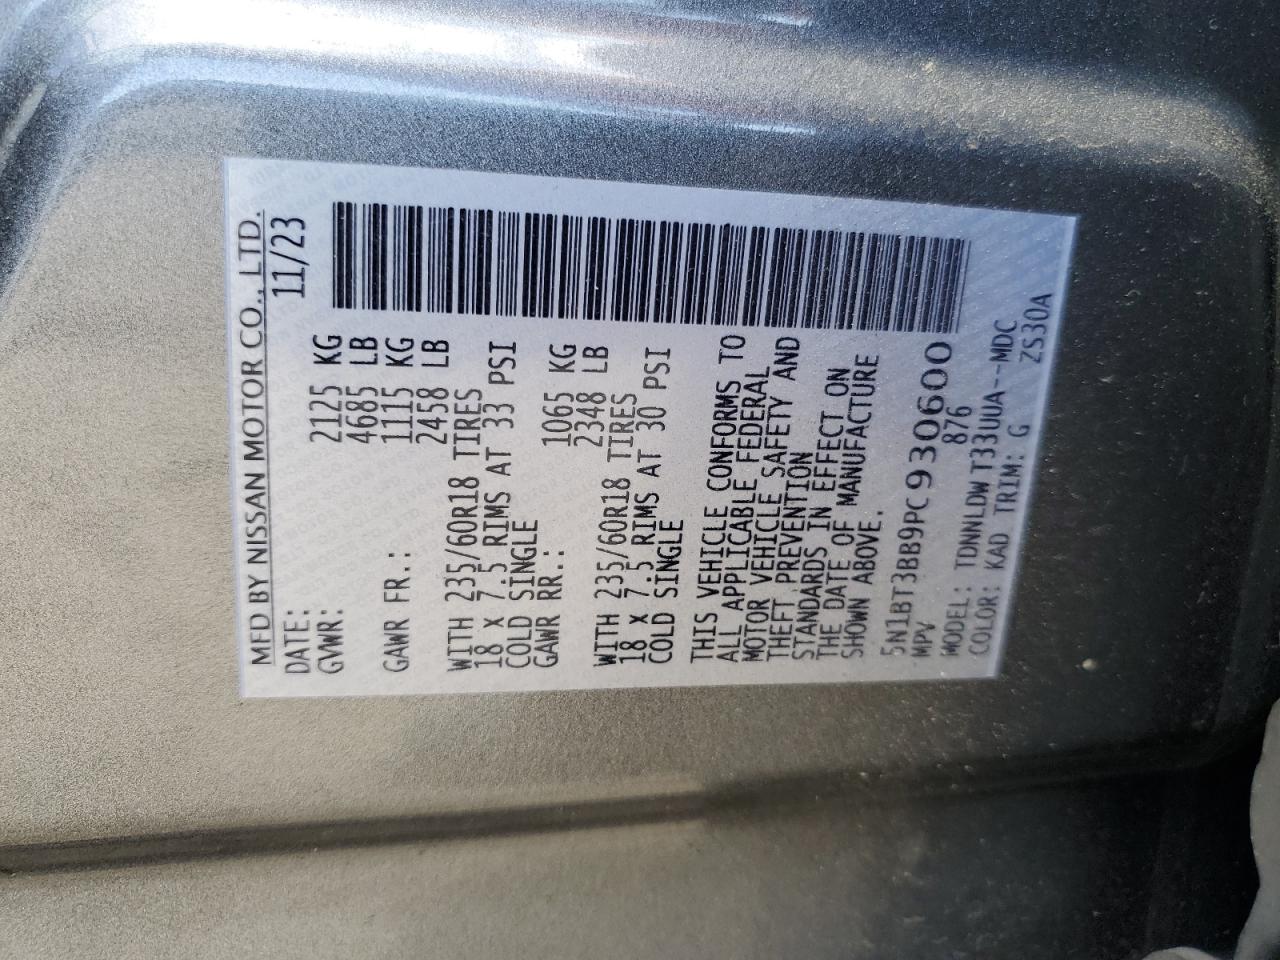 MFD BY NISSAN MOTOR CO., LTD.
DATE: 11/23
GVWR: 2125 KG
4685 LB
GAWR FR.: 1115 KG
2458 LB
WITH 235/60R18 TIRES
18 x 7.5 RIMS AT 33 PSI
COLD SINGLE
GAWR RR.: 1065 KG
2348 LB
WITH 235/60R18 TIRES
18 x 7.5 RIMS AT 30 PSI
COLD SINGLE
THIS VEHICLE CONFORMS TO
ALL APPLICABLE FEDERAL
MOTOR VEHICLE SAFETY AND
THEFT PREVENTION
STANDARDS IN EFFECT ON
THE DATE OF MANUFACTURE
SHOWN ABOVE.
5N1BT3BB9PC930600
MPV 876
MODEL: TDNNLDW T33UUA--MDC
COLOR: KAD TRIM: G ZS30A